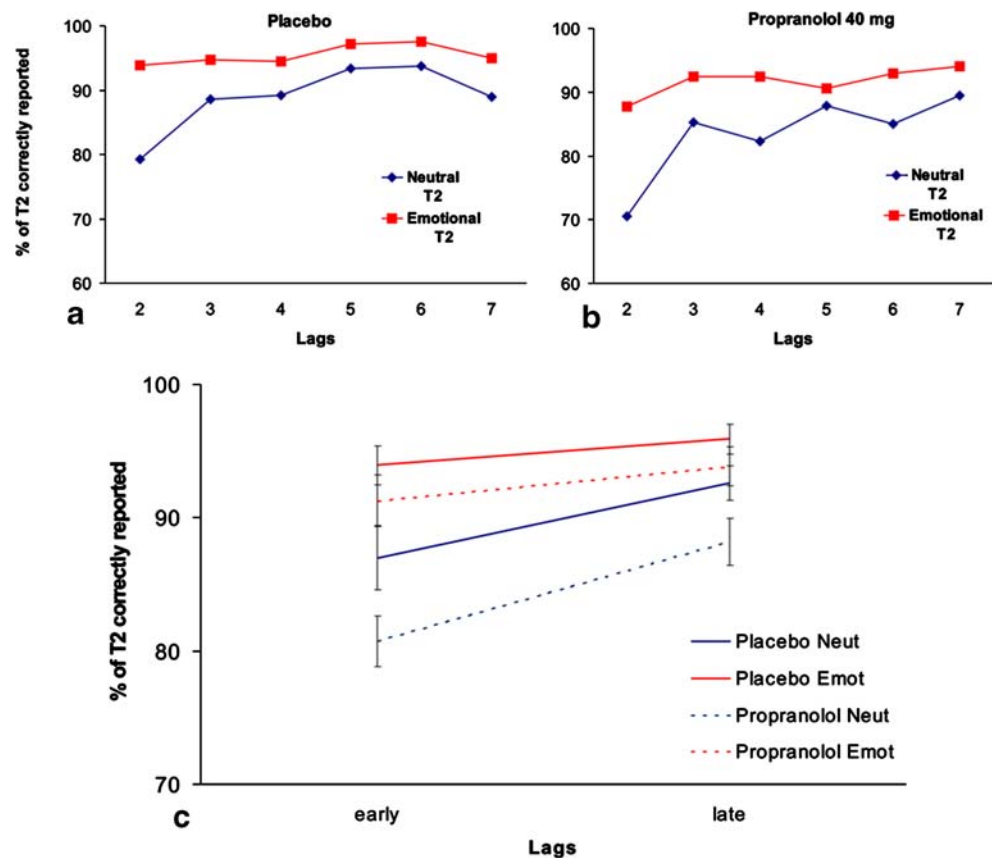 Placebo
% of T2 correctly reported
100
90
80
70
60
2 3 4 5 6 7
Lags
Neutral
T2
Emotional
T2
a
Propranolol 40 mg
100
90
80
70
60
2 3 4 5 6 7
Lags
Neutral
T2
Emotional
T2
b
% of T2 correctly reported
100
90
80
70
early late
Lags
Placebo Neut
Placebo Emot
Propranolol Neut
Propranolol Emot
c